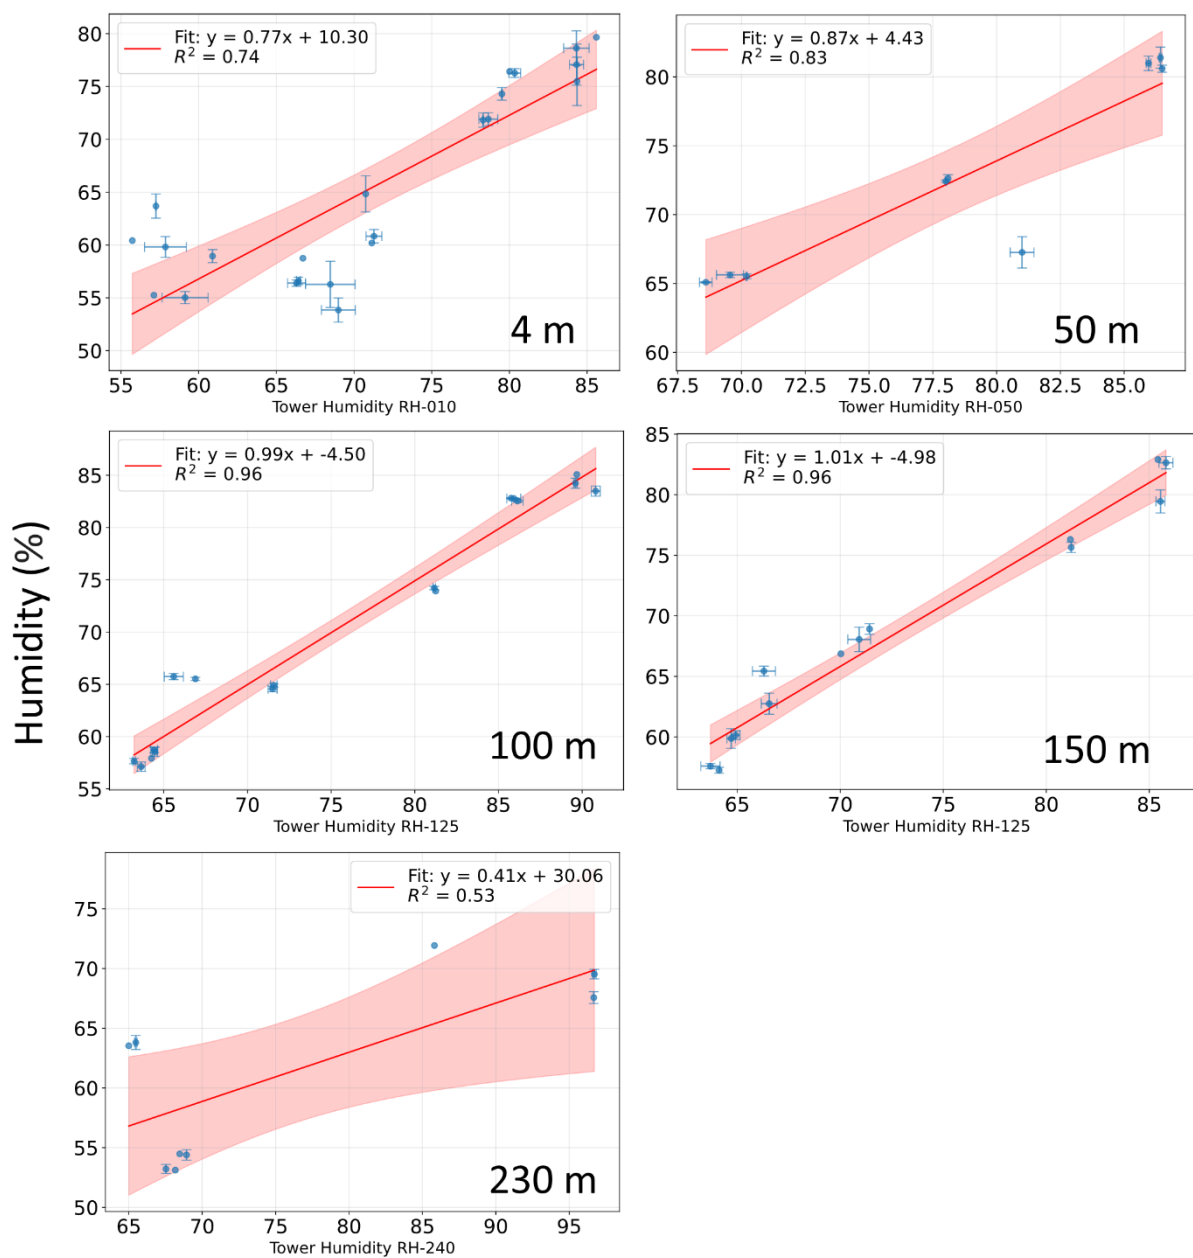 Humidity (%)
Fit: y = 0.77x + 10.30
R² = 0.74
80
75
70
65
60
55
50
4 m
55 60 65 70 75 80 85
Tower Humidity RH-010
Fit: y = 0.87x + 4.43
R² = 0.83
80
75
70
65
60
50 m
67.5 70.0 72.5 75.0 77.5 80.0 82.5 85.0
Tower Humidity RH-050
Fit: y = 0.99x + -4.50
R² = 0.96
85
80
75
70
65
60
55
100 m
65 70 75 80 85 90
Tower Humidity RH-125
Fit: y = 1.01x + -4.98
R² = 0.96
85
80
75
70
65
60
150 m
65 70 75 80 85
Tower Humidity RH-125
Fit: y = 0.41x + 30.06
R² = 0.53
75
70
65
60
55
50
230 m
65 70 75 80 85 90 95
Tower Humidity RH-240